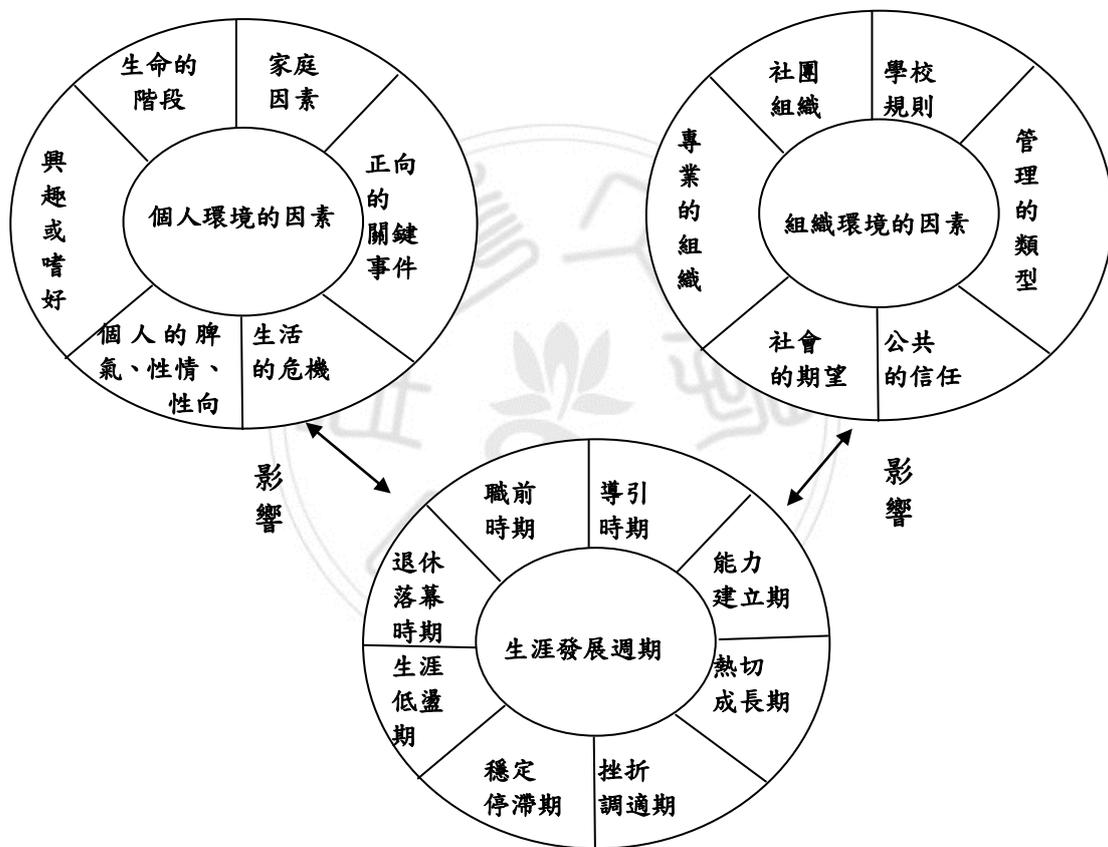 生命的
階段
家庭
因素
正向
的
關鍵
事件
生活
的危機
個人的脾
氣、性情、
性向
興
趣
或
嗜
好
個人環境的因素
社團
組織
學校
規則
管
理
的
類
型
公共
的信任
社會
的期望
專
業
的
組
織
組織環境的因素
影
響
影
響
職前
時期
導引
時期
能力
建立期
熱切
成長期
挫折
調適期
穩定
停滯期
生涯
低盪
期
退休
落幕
時期
生涯發展週期